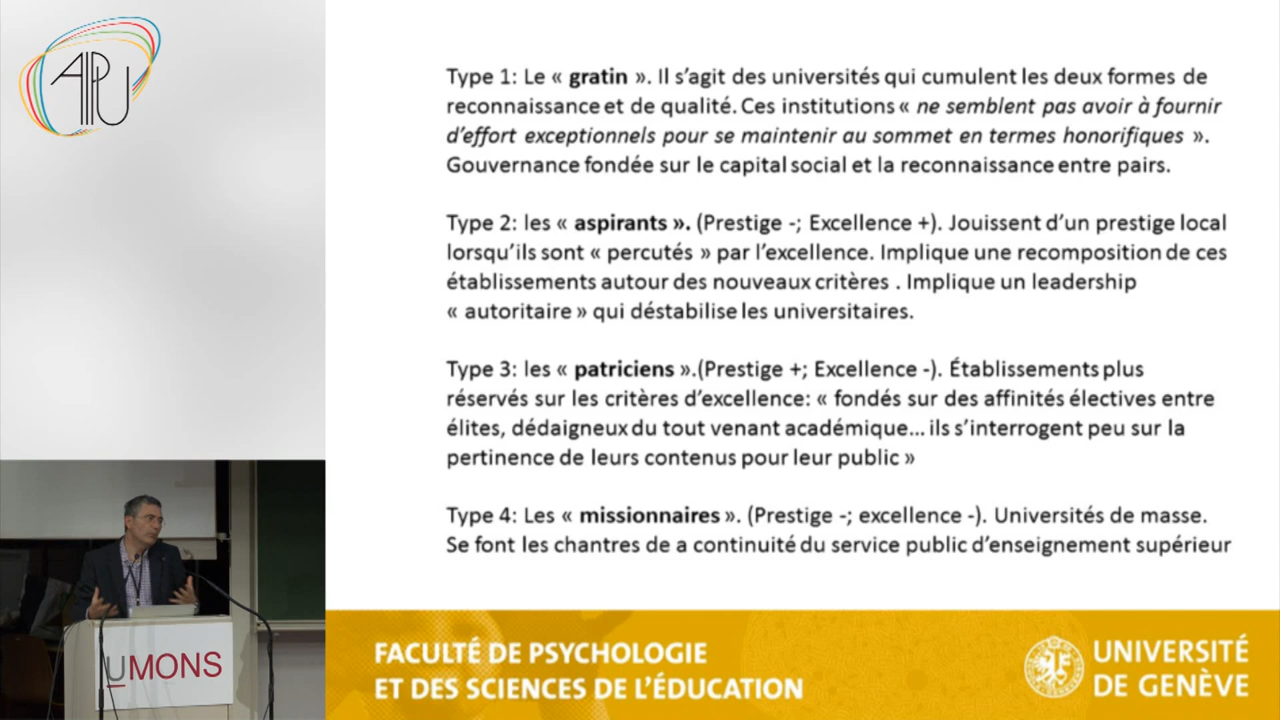 AIPU
Type 1: Le « gratin ». Il s’agit des universités qui cumulent les deux formes de
reconnaissance et de qualité. Ces institutions « ne semblent pas avoir à fournir
d’effort exceptionnels pour se maintenir au sommet en termes honorifiques ».
Gouvernance fondée sur le capital social et la reconnaissance entre pairs.
Type 2: les « aspirants ». (Prestige -; Excellence +). Jouissent d’un prestige local
lorsqu’ils sont « percutés » par l’excellence. Implique une recomposition de ces
établissements autour des nouveaux critères . Implique un leadership
« autoritaire » qui déstabilise les universitaires.
Type 3: les « patriciens ».(Prestige +; Excellence -). Établissements plus
réservés sur les critères d’excellence: « fondés sur des affinités électives entre
élites, dédaigneux du tout venant académique... ils s’interrogent peu sur la
pertinence de leurs contenus pour leur public »
Type 4: Les « missionnaires ». (Prestige -; excellence -). Universités de masse.
Se font les chantres de a continuité du service public d’enseignement supérieur
UMONS
FACULTÉ DE PSYCHOLOGIE
ET DES SCIENCES DE L’ÉDUCATION
UNIVERSITÉ
DE GENÈVE